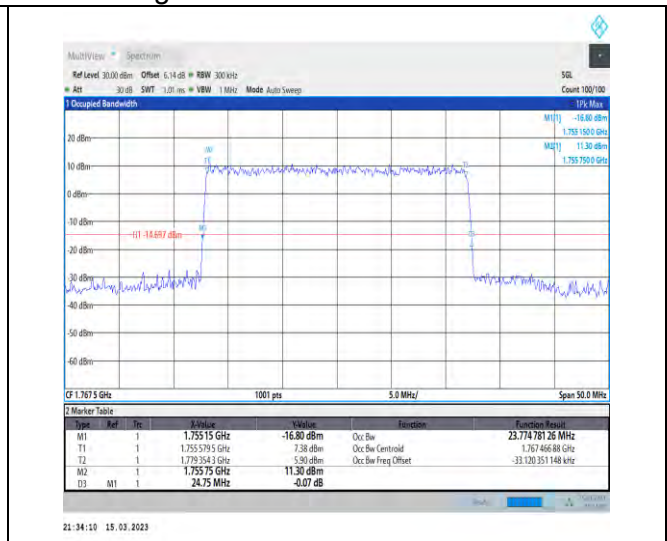 MultiView Spectrum
Ref Level 30.00 dBm Offset 6.14 dB RBW 300 kHz SGL
Att 30 dB SWT 1.01 ms VBW 1 MHz Mode Auto Sweep Count 100/100
1 Occupied Bandwidth 1Pk Max
M1[1] -16.80 dBm
1.755 150 0 GHz
M2[1] 11.30 dBm
1.755 750 0 GHz
20 dBm
M2
T1
10 dBm
0 dBm
-10 dBm
M1
H1 -14.697 dBm
-20 dBm
-30 dBm
-40 dBm
-50 dBm
-60 dBm
CF 1.767 5 GHz 1001 pts 5.0 MHz/ Span 50.0 MHz
2 Marker Table
Type Ref Trc X-Value Y-Value Function Function Result
M1 1 1.755 15 GHz -16.80 dBm Occ Bw 23.774 781 26 MHz
T1 1 1.755 579 5 GHz 7.38 dBm Occ Bw Centroid 1.767 466 88 GHz
T2 1 1.779 354 3 GHz 5.90 dBm Occ Bw Freq Offset -33.120 351 148 kHz
M2 1 1.755 75 GHz 11.30 dBm
D3 M1 1 24.75 MHz -0.07 dB
21:34:10 15.03.2023